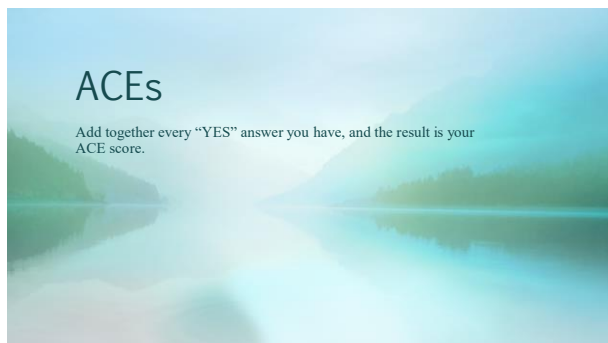 ACEs
Add together every “YES” answer you have, and the result is your
ACE score.